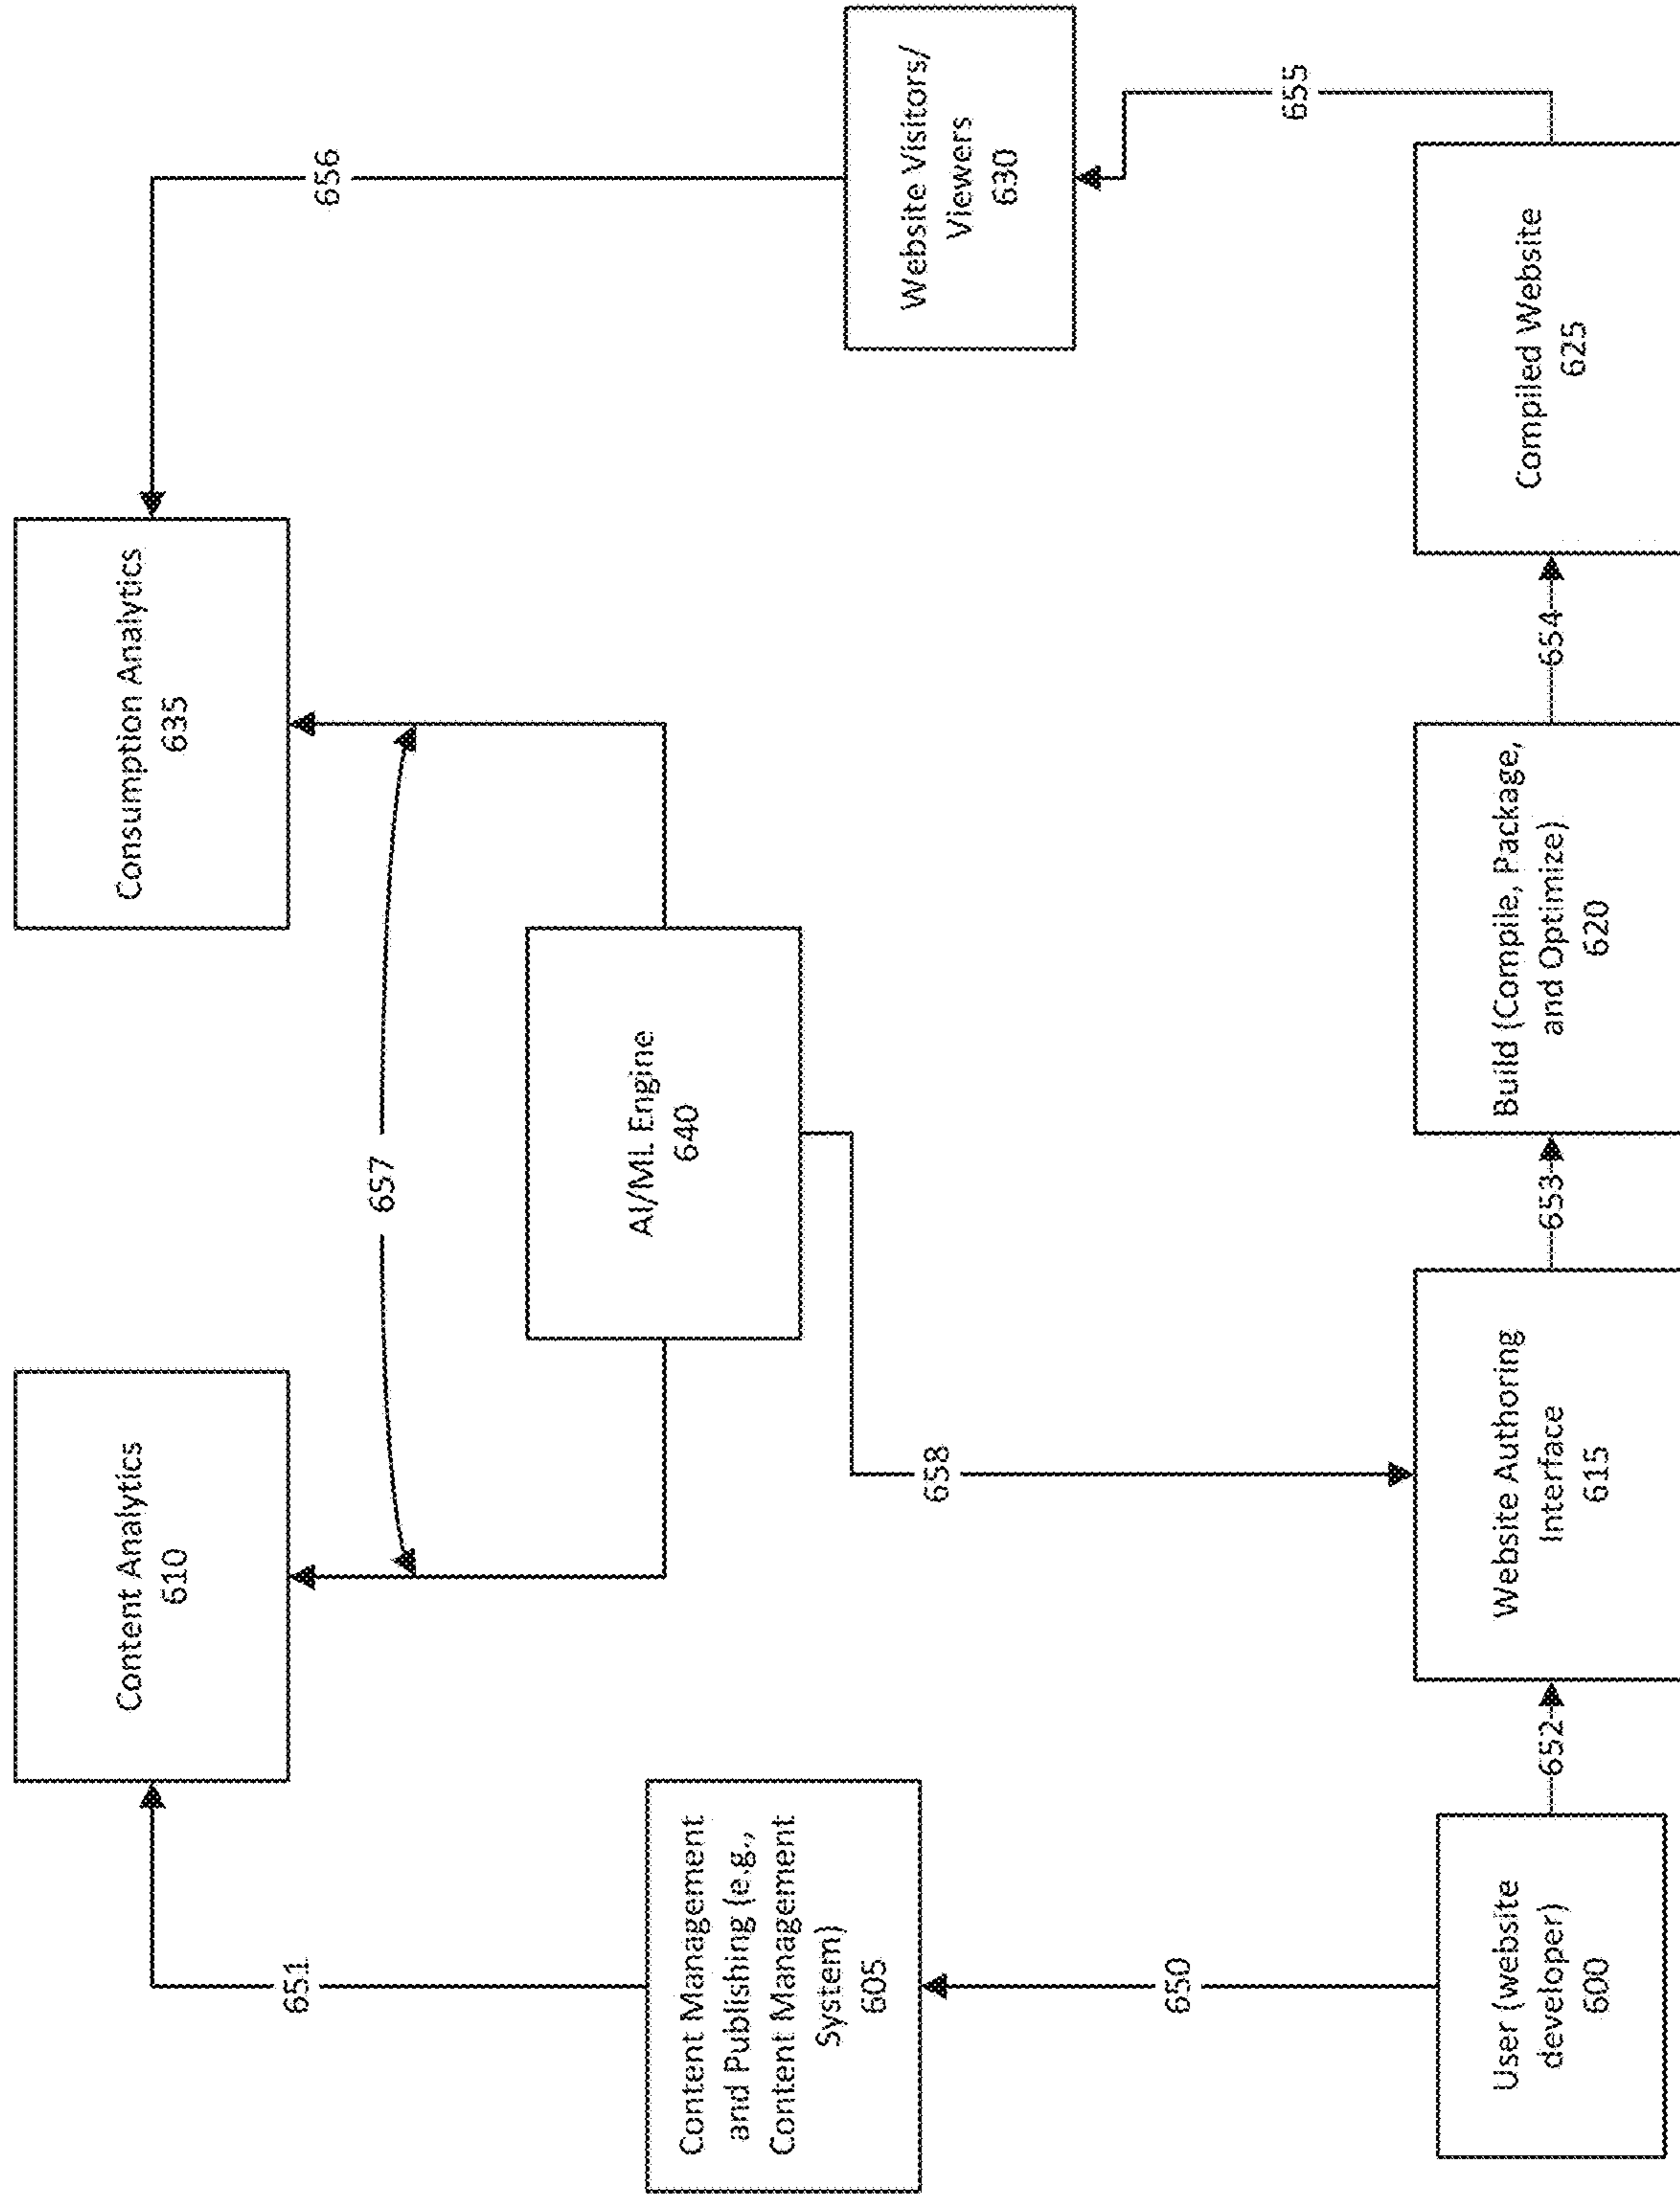 Content Analytics
610
Consumption Analytics
635
651
656
657
Content Management
and Publishing (e.g.,
Content Management
System)
605
AI/ML Engine
640
Website Visitors/
Viewers
630
650
658
655
User (website
developer)
600
652
Website Authoring
Interface
615
653
Build (Compile, Package,
and Optimize)
620
654
Compiled Website
625